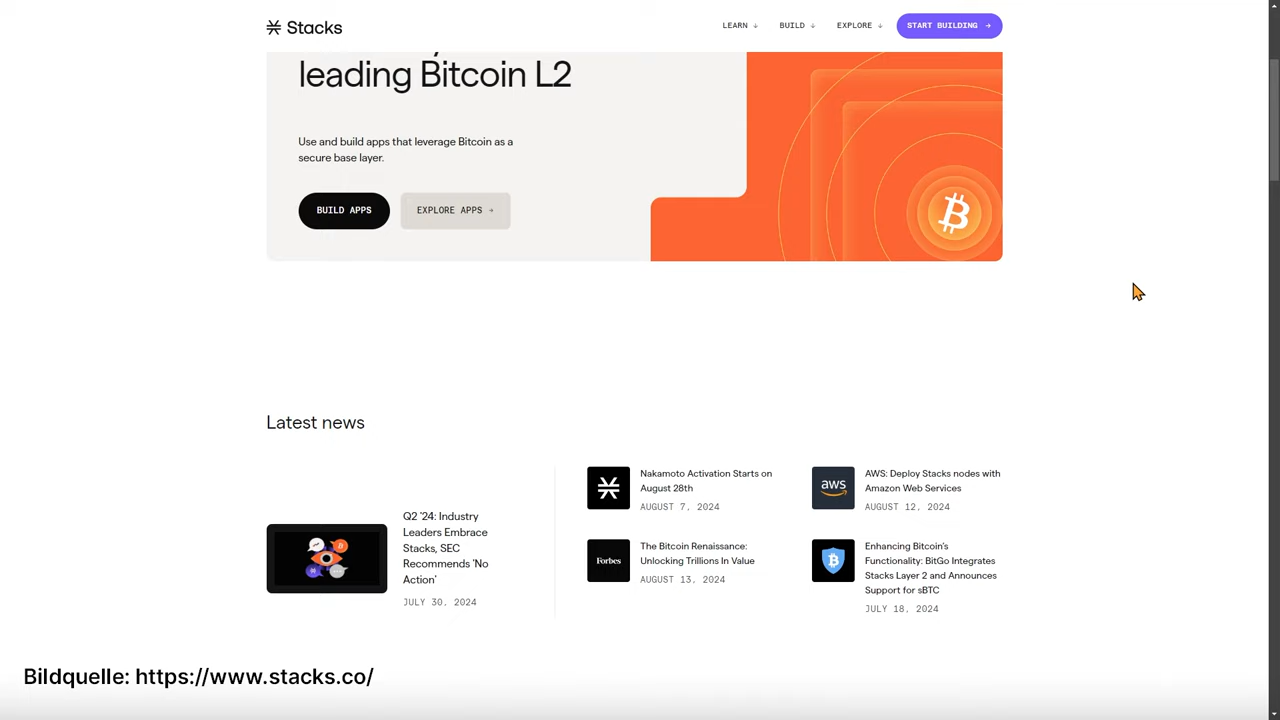 Stacks
LEARN ↓
BUILD ↓
EXPLORE ↓
START BUILDING →
leading Bitcoin L2
Use and build apps that leverage Bitcoin as a
secure base layer.
BUILD APPS
EXPLORE APPS →
Latest news
Q2 '24: Industry
Leaders Embrace
Stacks, SEC
Recommends 'No
Action'
JULY 30, 2024
Nakamoto Activation Starts on
August 28th
AUGUST 7, 2024
Forbes
The Bitcoin Renaissance:
Unlocking Trillions In Value
AUGUST 13, 2024
aws
AWS: Deploy Stacks nodes with
Amazon Web Services
AUGUST 12, 2024
Enhancing Bitcoin's
Functionality: BitGo Integrates
Stacks Layer 2 and Announces
Support for sBTC
JULY 18, 2024
Bildquelle: https://www.stacks.co/